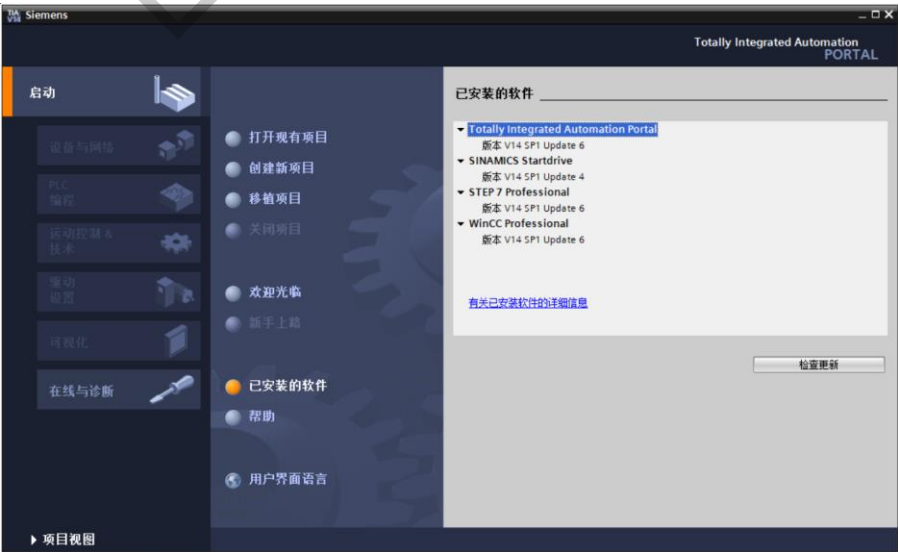 Siemens
Totally Integrated Automation
PORTAL
启动
设备与网络
PLC
编程
运动控制 &
技术
驱动
设置
可视化
在线与诊断
项目视图
打开现有项目
创建新项目
移植项目
关闭项目
欢迎光临
新手上路
已安装的软件
帮助
用户界面语言
已安装的软件
Totally Integrated Automation Portal
版本 V14 SP1 Update 6
SINAMICS Startdrive
版本 V14 SP1 Update 4
STEP 7 Professional
版本 V14 SP1 Update 6
WinCC Professional
版本 V14 SP1 Update 6
有关已安装软件的详细信息
检查更新